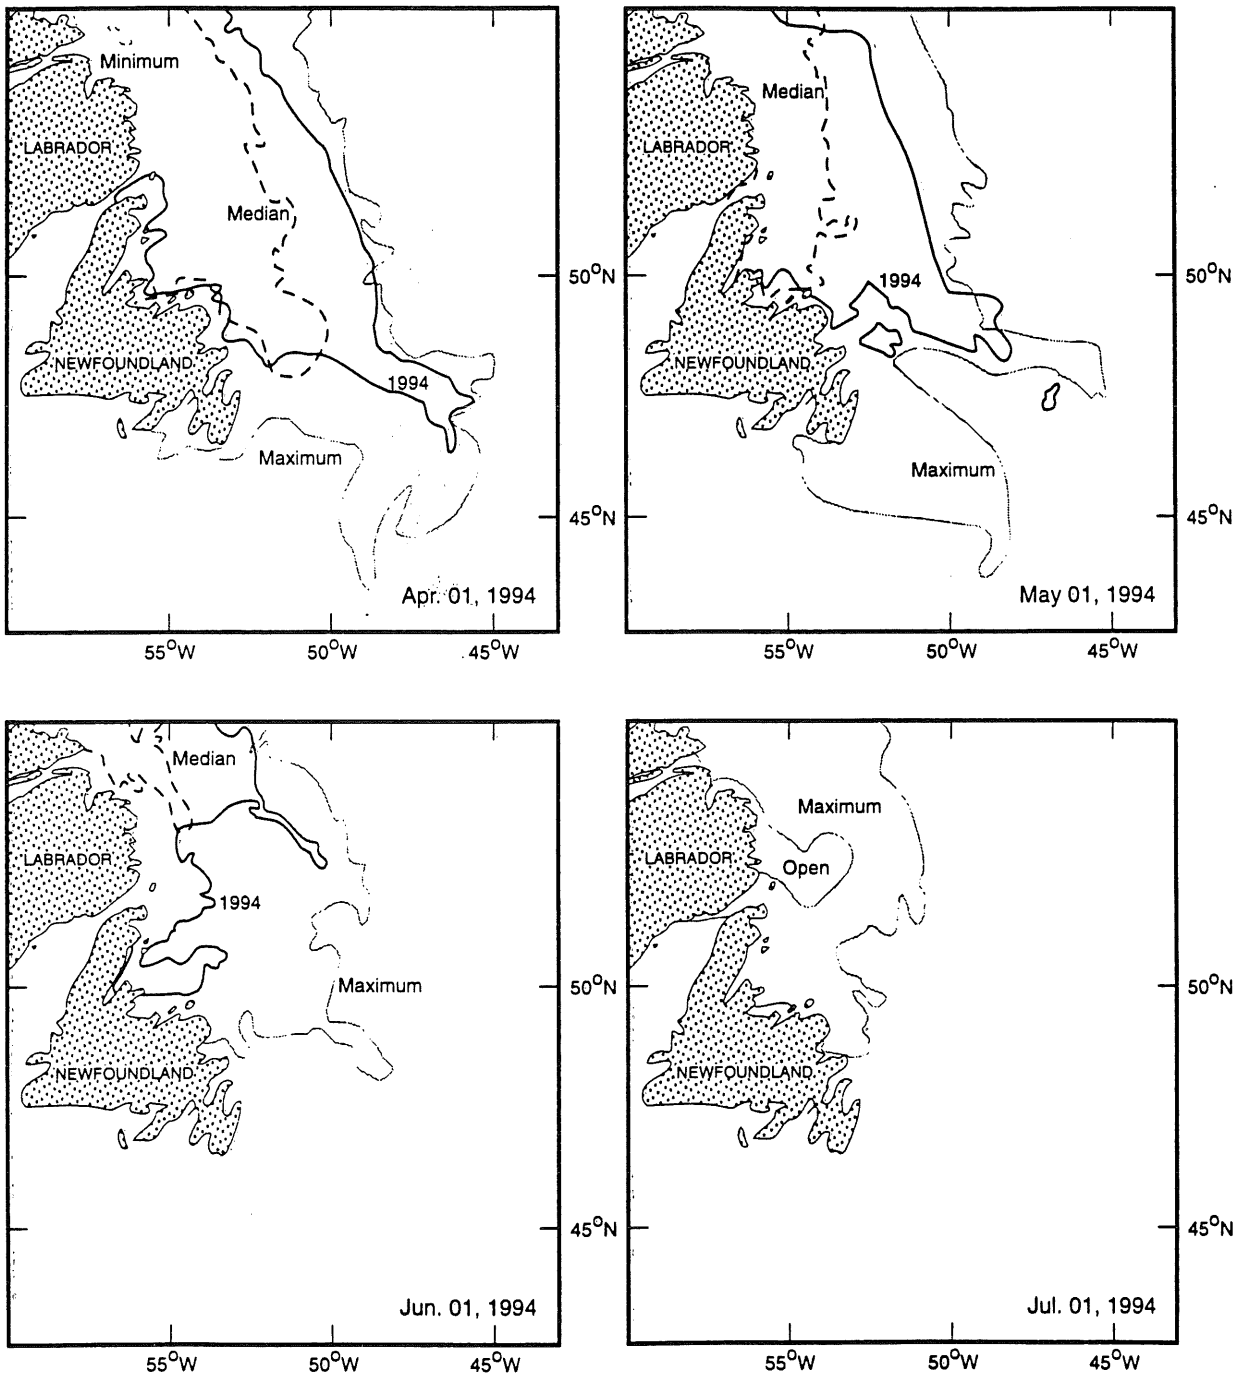 Minimum
LABRADOR
Median
50°N
NEWFOUNDLAND
1994
Maximum
45°N
Apr. 01, 1994
55°W 50°W 45°W
Median
LABRADOR
1994
50°N
NEWFOUNDLAND
Maximum
45°N
May 01, 1994
55°W 50°W 45°W
Median
LABRADOR
1994
Maximum
50°N
NEWFOUNDLAND
45°N
Jun. 01, 1994
55°W 50°W 45°W
Maximum
LABRADOR
Open
50°N
NEWFOUNDLAND
45°N
Jul. 01, 1994
55°W 50°W 45°W